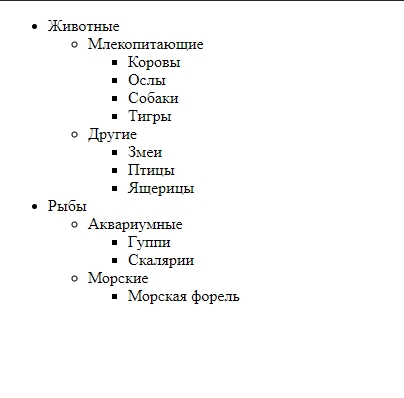 Животные
Млекопитающие
Коровы
Ослы
Собаки
Тигры
Другие
Змеи
Птицы
Ящерицы
Рыбы
Аквариумные
Гуппи
Скалярии
Морские
Морская форель